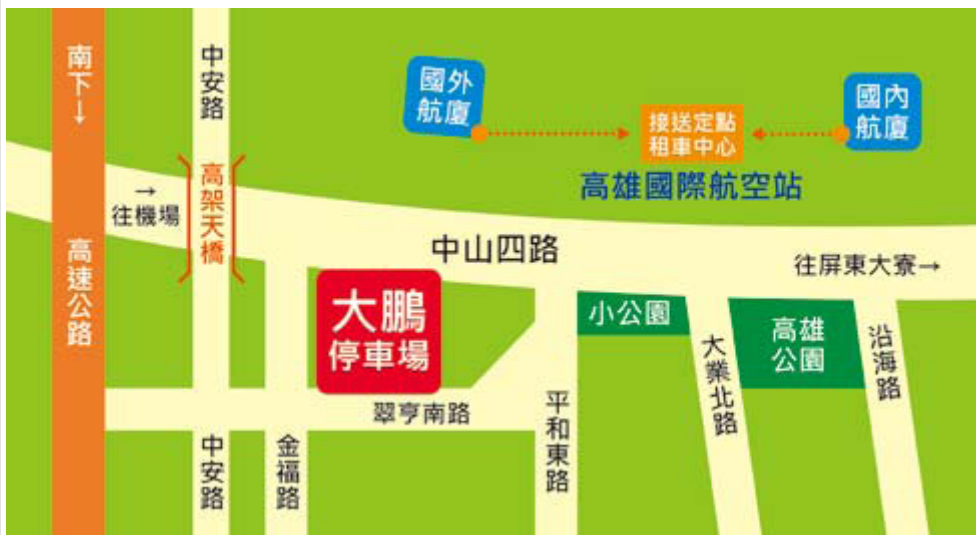 南下↓
高速公路
中安路
高架天橋
→
往機場
國外
航廈
接送定點
租車中心
國內
航廈
高雄國際航空站
中山四路
往屏東大寮→
大鵬
停車場
小公園
高雄
公園
大業北路
沿海路
翠亨南路
平和東路
中安路
金福路